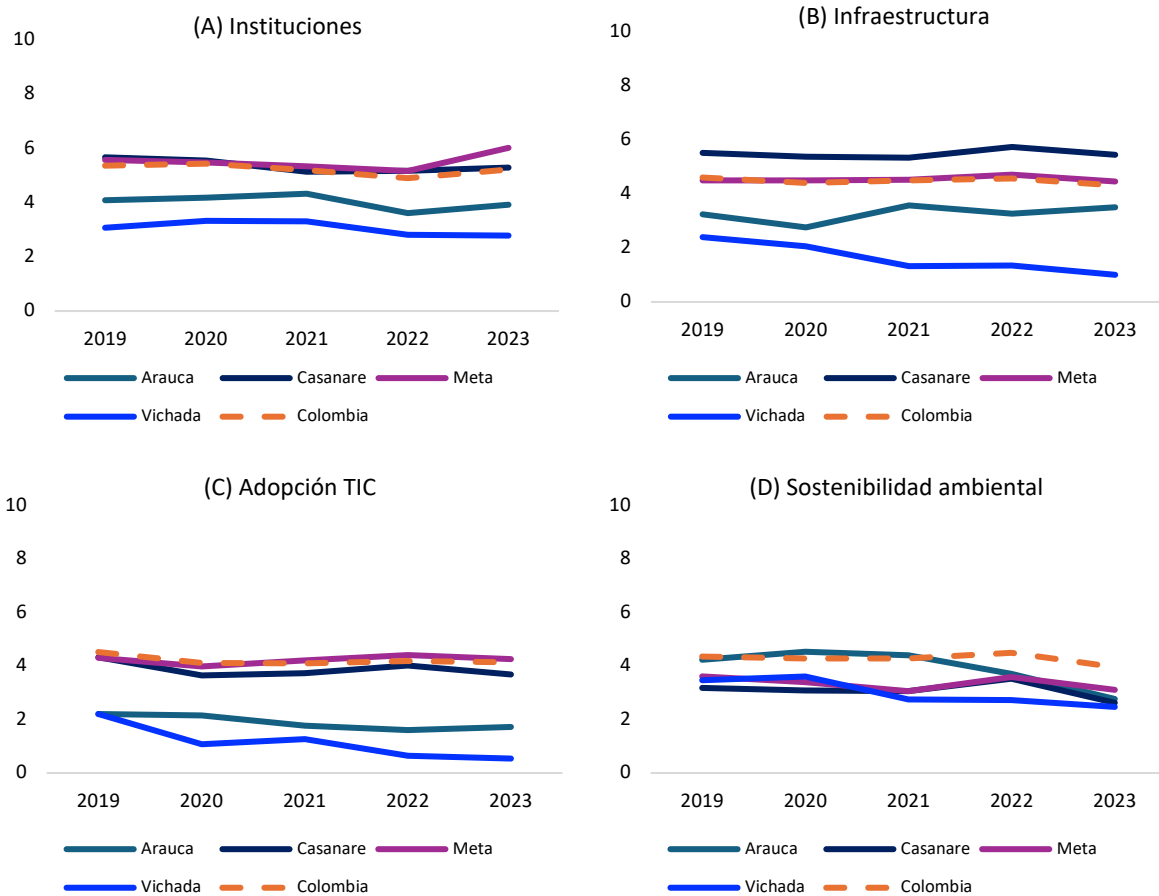 (A) Instituciones
10
8
6
4
2
0
2019 2020 2021 2022 2023
Arauca Casanare Meta
Vichada Colombia
(B) Infraestructura
10
8
6
4
2
0
2019 2020 2021 2022 2023
Arauca Casanare Meta
Vichada Colombia
(C) Adopción TIC
10
8
6
4
2
0
2019 2020 2021 2022 2023
Arauca Casanare Meta
Vichada Colombia
(D) Sostenibilidad ambiental
10
8
6
4
2
0
2019 2020 2021 2022 2023
Arauca Casanare Meta
Vichada Colombia